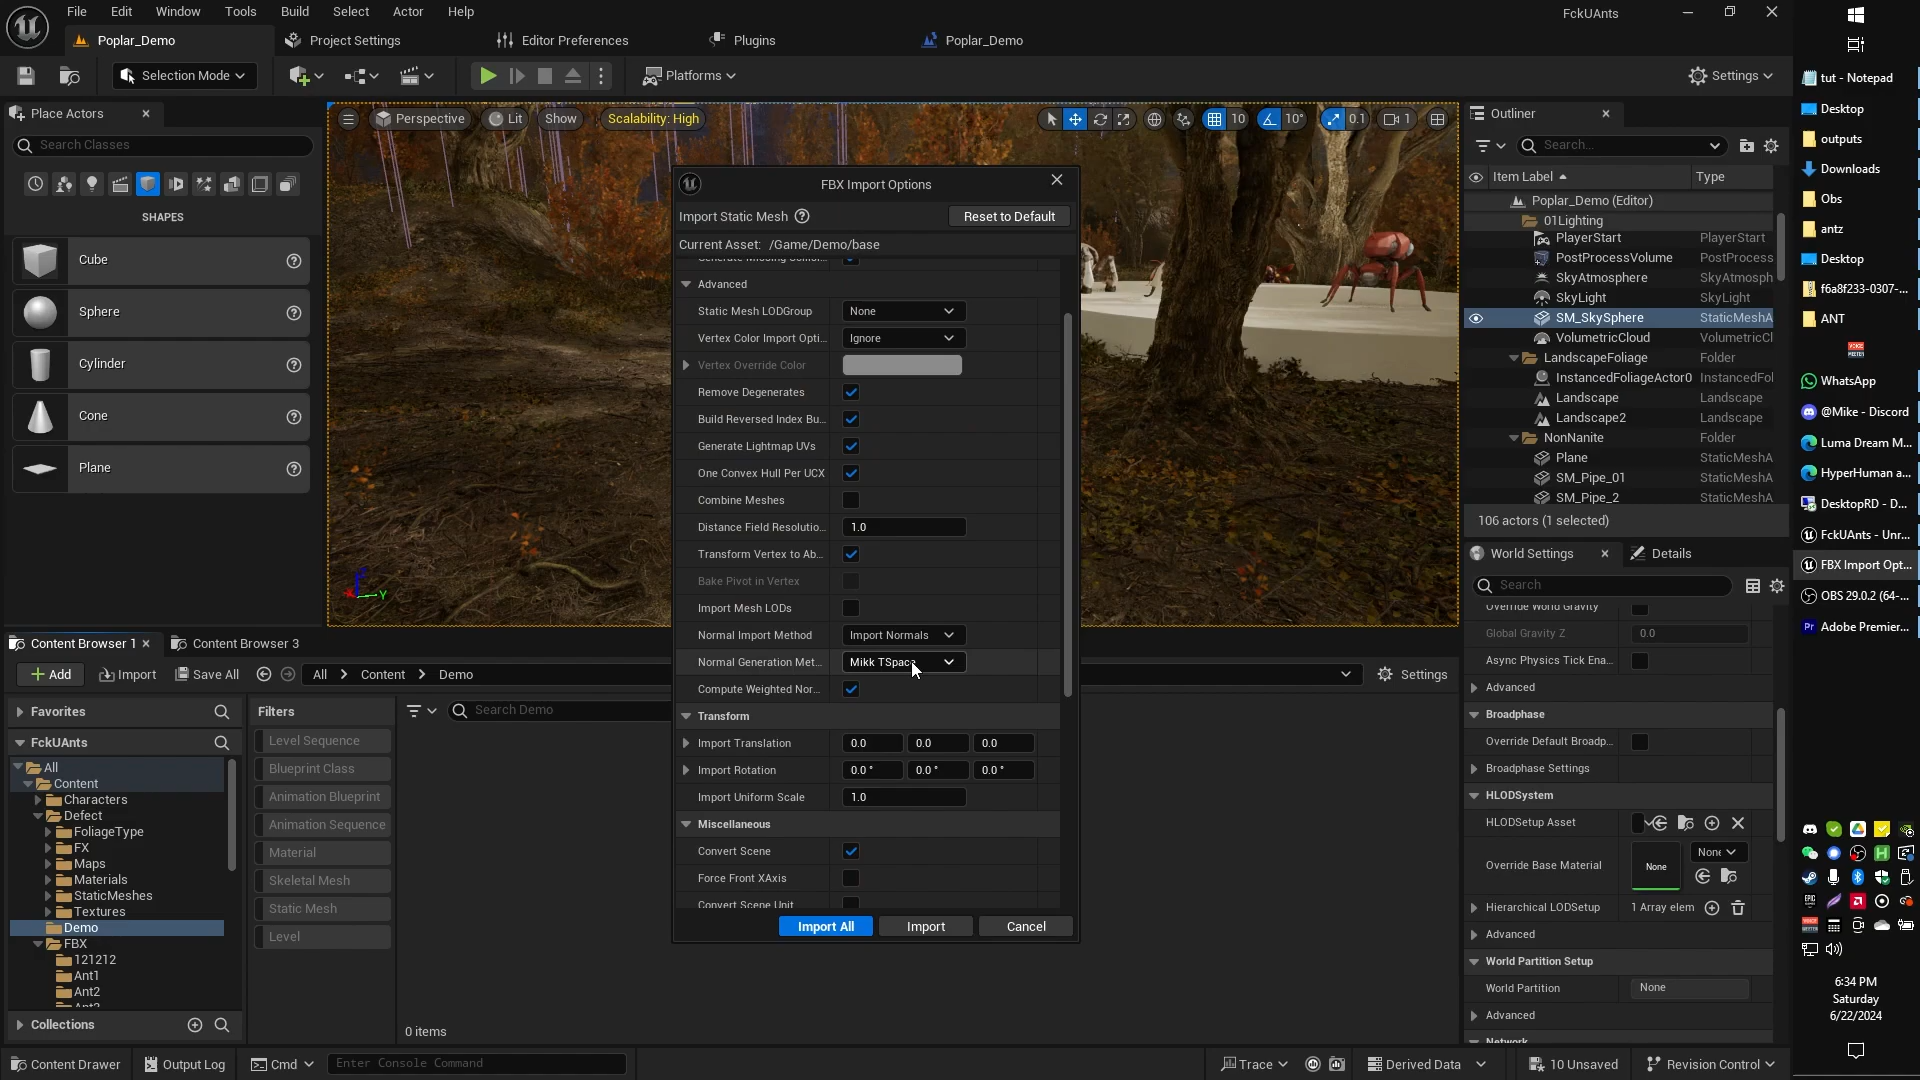 File Edit Window Tools Build Select Actor Help
FckUAnts
Poplar_Demo
Project Settings
Editor Preferences
Plugins
Poplar_Demo
Selection Mode
Platforms
Settings
Place Actors
Search Classes
SHAPES
Cube
Sphere
Cylinder
Cone
Plane
Perspective
Lit
Show
Scalability: High
10
10°
0.1
1
FBX Import Options
Import Static Mesh
Reset to Default
Current Asset: /Game/Demo/base
Advanced
Static Mesh LODGroup None
Vertex Color Import Opti... Ignore
Vertex Override Color
Remove Degenerates
Build Reversed Index Bu...
Generate Lightmap UVs
One Convex Hull Per UCX
Combine Meshes
Distance Field Resolutio... 1.0
Transform Vertex to Ab...
Bake Pivot in Vertex
Import Mesh LODs
Normal Import Method Import Normals
Normal Generation Met... Mikk TSpace
Compute Weighted Nor...
Transform
Import Translation 0.0 0.0 0.0
Import Rotation 0.0 ° 0.0 ° 0.0 °
Import Uniform Scale 1.0
Miscellaneous
Convert Scene
Force Front XAxis
Convert Scene Unit
Import All
Import
Cancel
Outliner
Search...
Item Label Type
Poplar_Demo (Editor)
01Lighting
PlayerStart PlayerStart
PostProcessVolume PostProcess
SkyAtmosphere SkyAtmosph
SkyLight SkyLight
SM_SkySphere StaticMeshA
VolumetricCloud VolumetricCl
LandscapeFoliage Folder
InstancedFoliageActor0 InstancedFol
Landscape Landscape
Landscape2 Landscape
NonNanite Folder
Plane StaticMeshA
SM_Pipe_01 StaticMeshA
SM_Pipe_2 StaticMeshA
106 actors (1 selected)
World Settings
Details
Search
Override World Gravity
Global Gravity Z 0.0
Async Physics Tick Ena...
Advanced
Broadphase
Override Default Broadp...
Broadphase Settings
HLODSystem
HLODSetup Asset
Override Base Material None None
Hierarchical LODSetup 1 Array elem
Advanced
World Partition Setup
World Partition None
Advanced
Network
Content Browser 1
Content Browser 3
Add
Import
Save All
All
Content
Demo
Settings
Favorites
FckUAnts
All
Content
Characters
Defect
FoliageType
FX
Maps
Materials
StaticMeshes
Textures
Demo
FBX
121212
Ant1
Ant2
Collections
Filters
Level Sequence
Blueprint Class
Animation Blueprint
Animation Sequence
Material
Skeletal Mesh
Static Mesh
Level
Search Demo
0 items
Content Drawer
Output Log
Cmd
Enter Console Command
Trace
Derived Data
10 Unsaved
Revision Control
tut - Notepad
Desktop
outputs
Downloads
Obs
antz
Desktop
f6a8f233-0307-...
ANT
WhatsApp
@Mike - Discord
Luma Dream M...
HyperHuman a...
DesktopRD - D...
FckUAnts - Unr...
FBX Import Opt...
OBS 29.0.2 (64-...
Adobe Premier...
6:34 PM
Saturday
6/22/2024